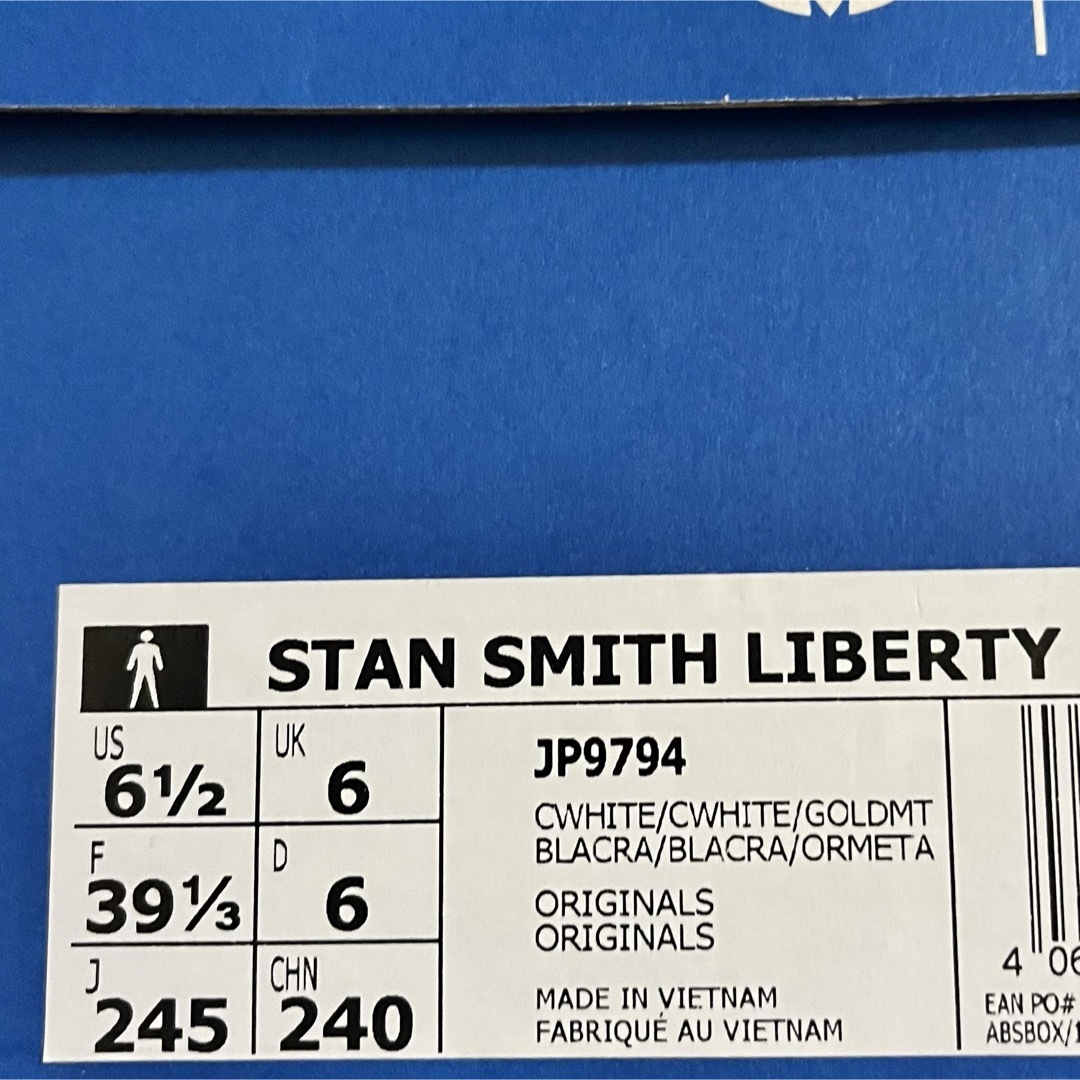 STAN SMITH LIBERTY
US 6½ UK 6
F 39⅓ D 6
J 245 CHN 240
JP9794
CWHITE/CWHITE/GOLDMT
BLACRA/BLACRA/ORMETA
ORIGINALS
ORIGINALS
MADE IN VIETNAM
FABRIQUÉ AU VIETNAM
4 06
EAN PO#
ABSBOX/1